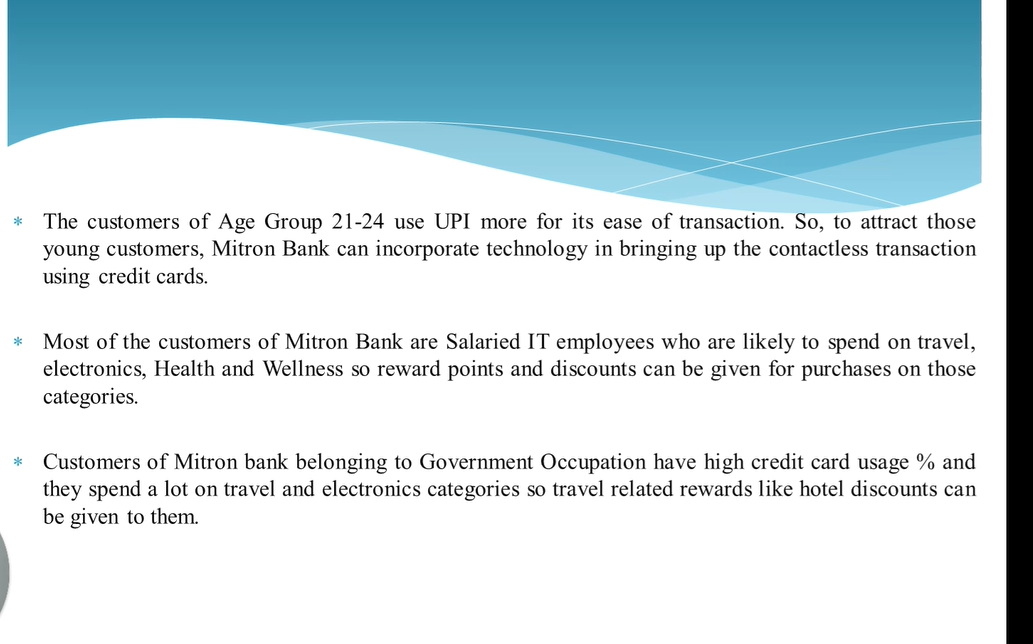 * The customers of Age Group 21-24 use UPI more for its ease of transaction. So, to attract those
young customers, Mitron Bank can incorporate technology in bringing up the contactless transaction
using credit cards.
* Most of the customers of Mitron Bank are Salaried IT employees who are likely to spend on travel,
electronics, Health and Wellness so reward points and discounts can be given for purchases on those
categories.
* Customers of Mitron bank belonging to Government Occupation have high credit card usage % and
they spend a lot on travel and electronics categories so travel related rewards like hotel discounts can
be given to them.